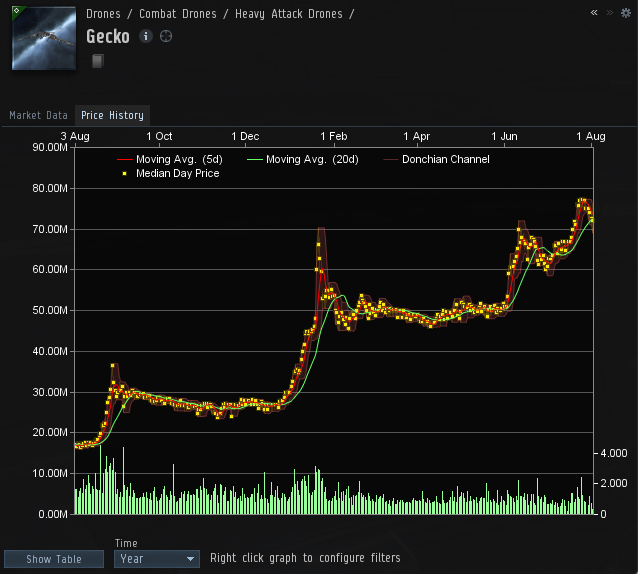 Drones / Combat Drones / Heavy Attack Drones /
Gecko
Market Data Price History
3 Aug 1 Oct 1 Dec 1 Feb 1 Apr 1 Jun 1 Aug
90.00M
Moving Avg. (5d) Moving Avg. (20d) Donchian Channel
Median Day Price
80.00M
70.00M
60.00M
50.00M
40.00M
30.00M
20.00M
4.000
10.00M
2.000
0.00M 0
Time
Show Table Year Right click graph to configure filters